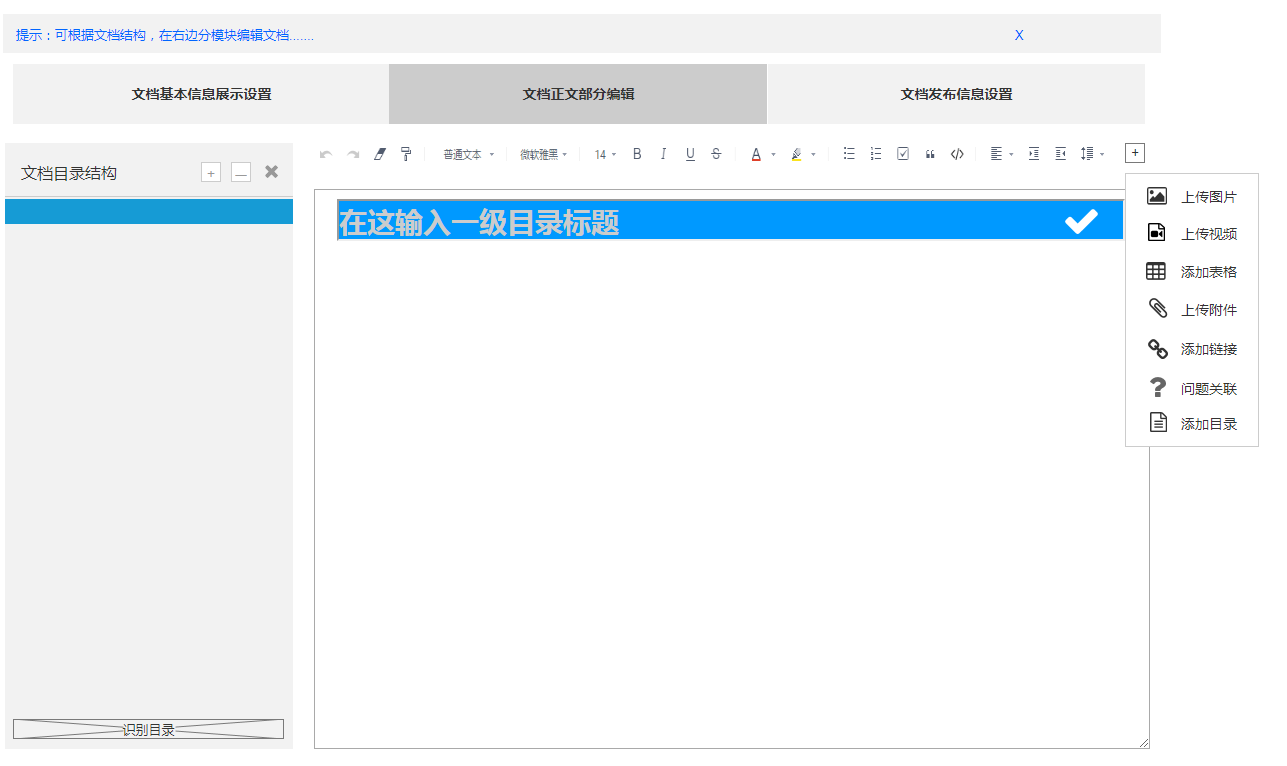 提示：可根据文档结构，在右边分模块编辑文档.......
X
文档基本信息展示设置
文档正文部分编辑
文档发布信息设置
文档目录结构
普通文本
微软雅黑
14
B
I
U
S
A
在这输入一级目录标题
上传图片
上传视频
添加表格
上传附件
添加链接
问题关联
添加目录
识别目录